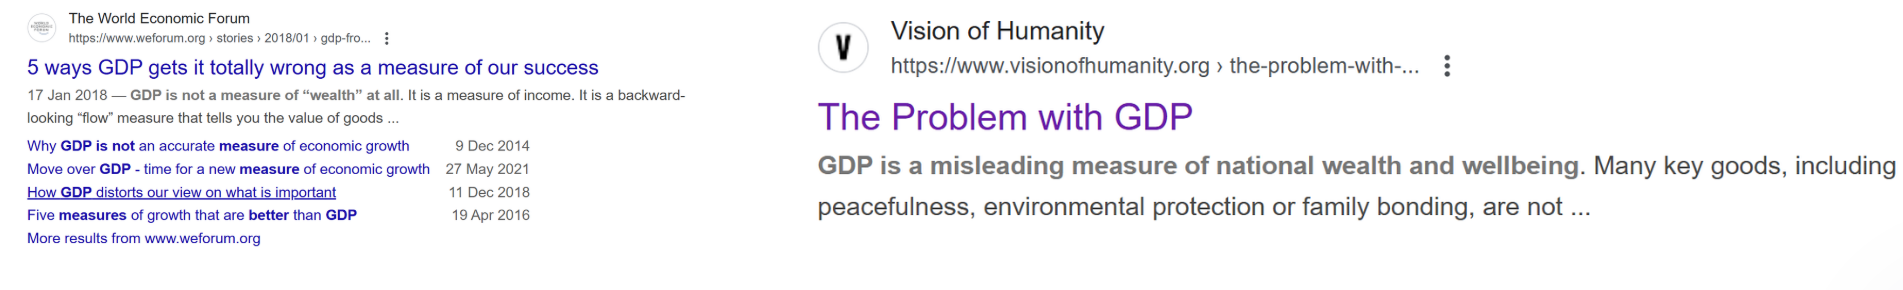 The World Economic Forum
https://www.weforum.org › stories › 2018/01 › gdp-fro...
5 ways GDP gets it totally wrong as a measure of our success
17 Jan 2018 — GDP is not a measure of “wealth” at all. It is a measure of income. It is a backward-
looking “flow” measure that tells you the value of goods ...
Why GDP is not an accurate measure of economic growth 9 Dec 2014
Move over GDP - time for a new measure of economic growth 27 May 2021
How GDP distorts our view on what is important 11 Dec 2018
Five measures of growth that are better than GDP 19 Apr 2016
More results from www.weforum.org
V
Vision of Humanity
https://www.visionofhumanity.org › the-problem-with-...
The Problem with GDP
GDP is a misleading measure of national wealth and wellbeing. Many key goods, including
peacefulness, environmental protection or family bonding, are not ...